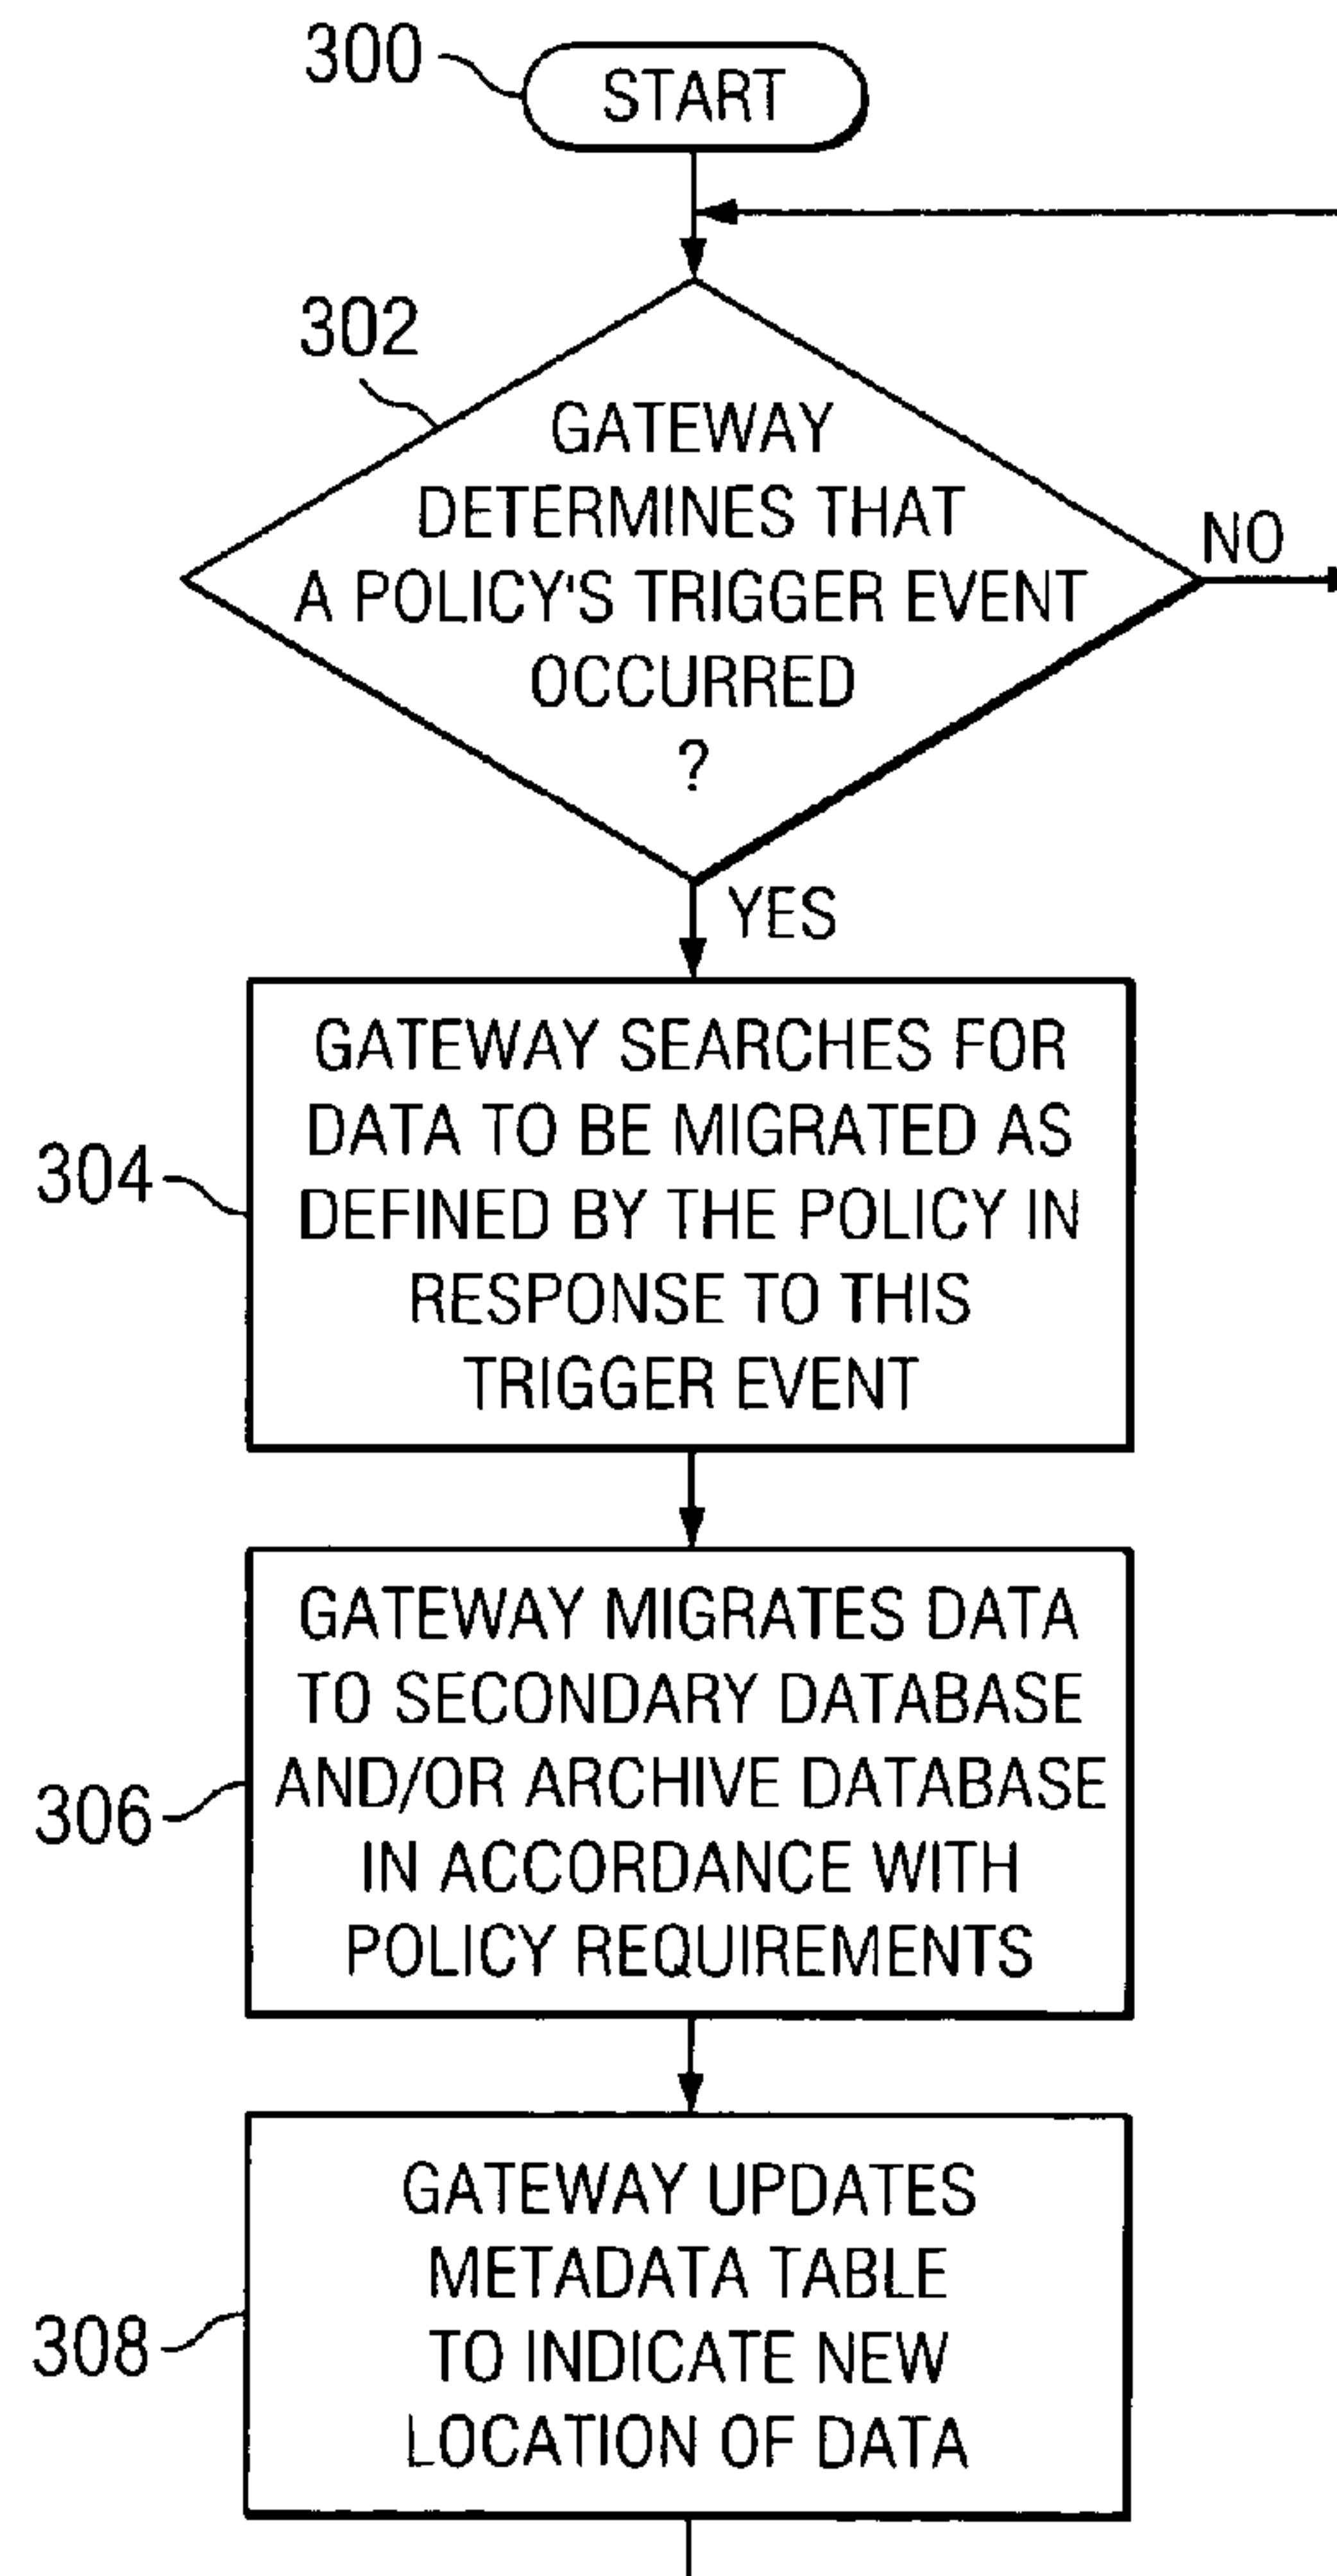 300
START
302
GATEWAY
DETERMINES THAT
A POLICY'S TRIGGER EVENT
OCCURRED
?
NO
YES
304
GATEWAY SEARCHES FOR
DATA TO BE MIGRATED AS
DEFINED BY THE POLICY IN
RESPONSE TO THIS
TRIGGER EVENT
306
GATEWAY MIGRATES DATA
TO SECONDARY DATABASE
AND/OR ARCHIVE DATABASE
IN ACCORDANCE WITH
POLICY REQUIREMENTS
308
GATEWAY UPDATES
METADATA TABLE
TO INDICATE NEW
LOCATION OF DATA